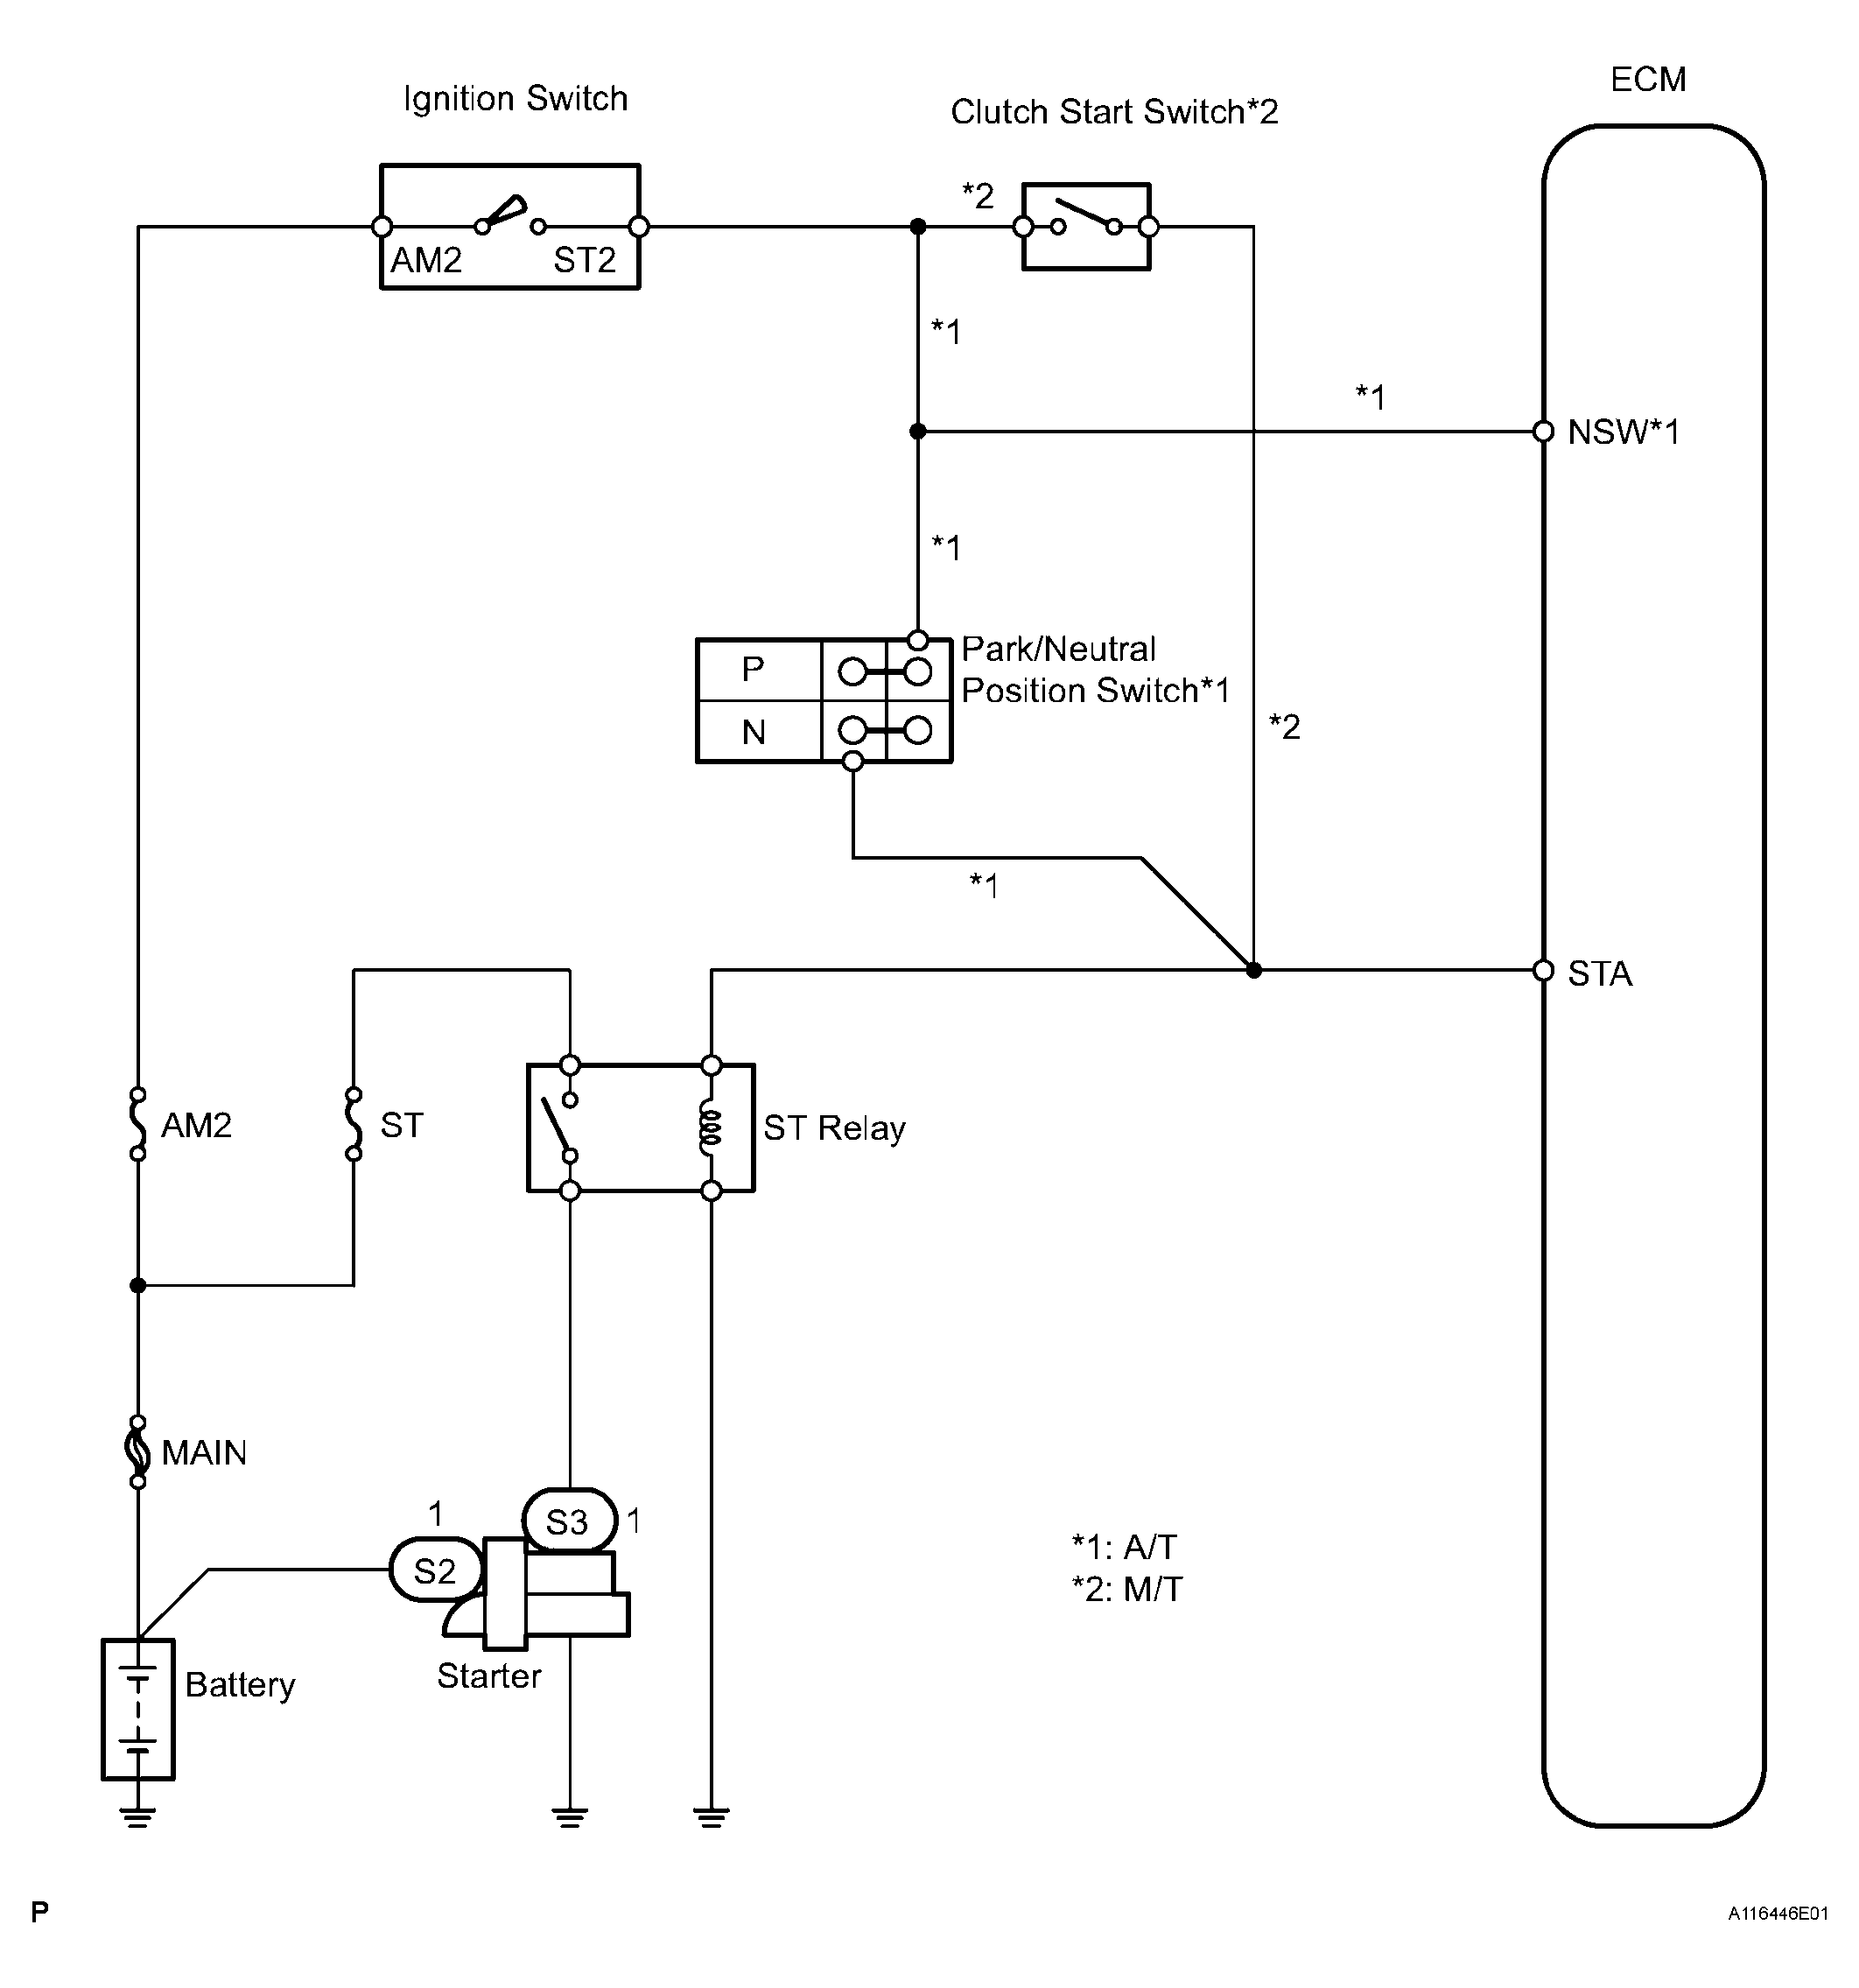 ECM
Ignition Switch
Clutch Start Switch*2
*2
AM2
ST2
*1
*1
NSW*1
*1
P
N
Park/Neutral
Position Switch*1
*2
*1
STA
AM2
ST
ST Relay
MAIN
1
S3
1
S2
*1: A/T
*2: M/T
Starter
Battery
P
A116446E01